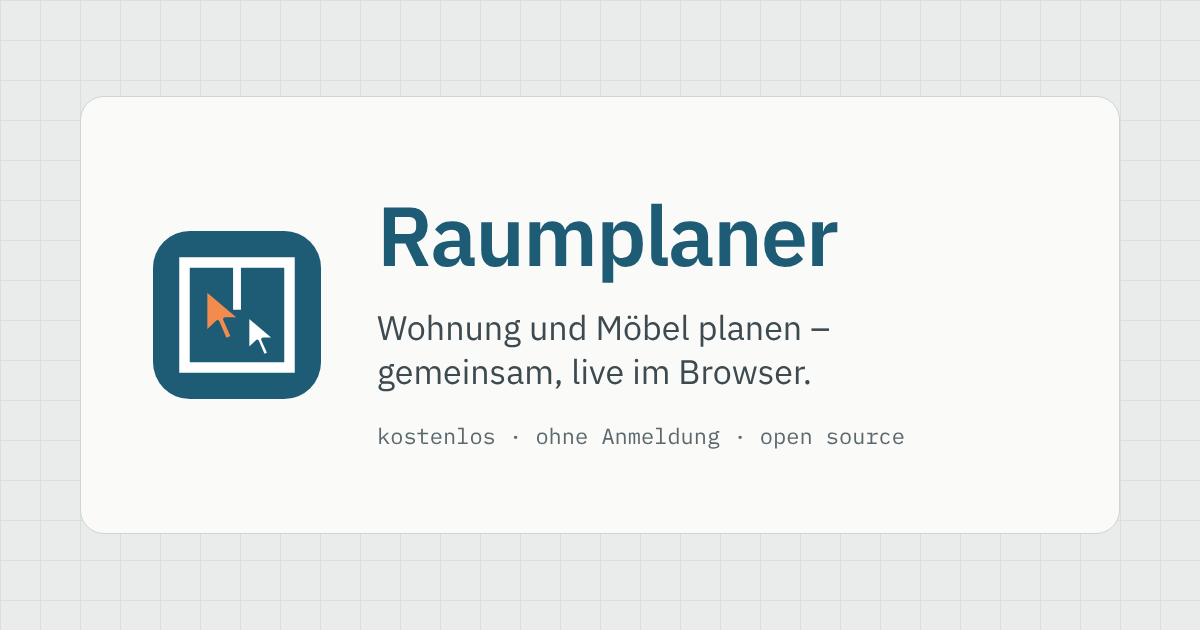 Raumplaner
Wohnung und Möbel planen –
gemeinsam, live im Browser.
kostenlos · ohne Anmeldung · open source